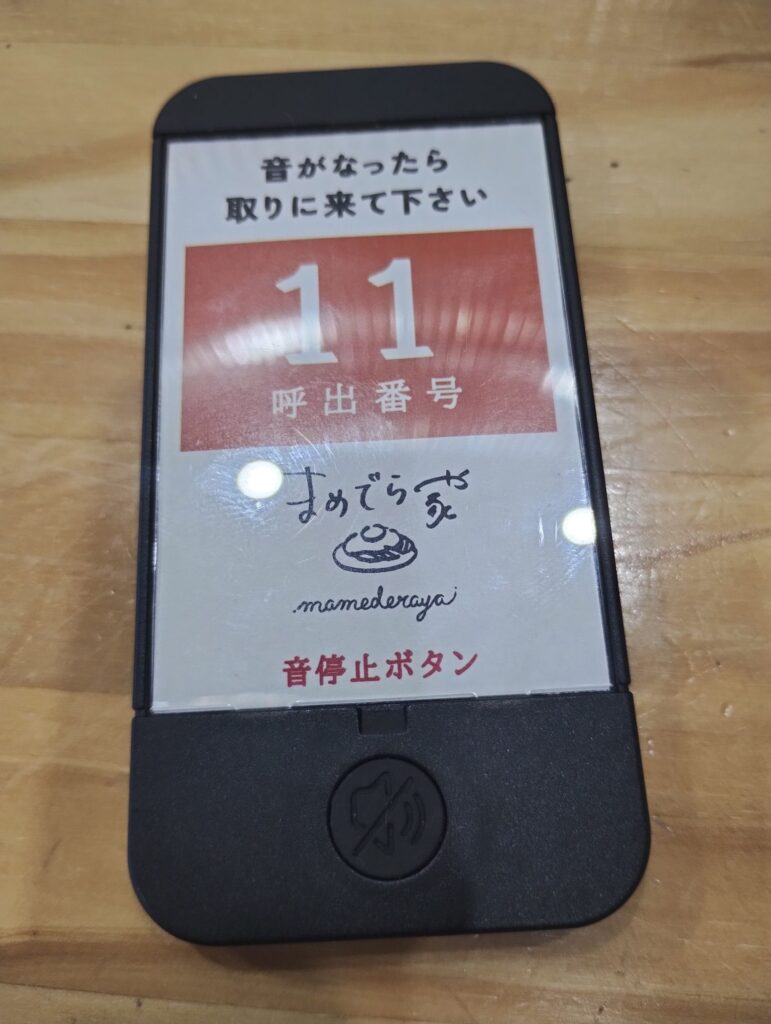 音がなったら
取りに来て下さい
11
呼出番号
まめでら家
mamederaya
音停止ボタン